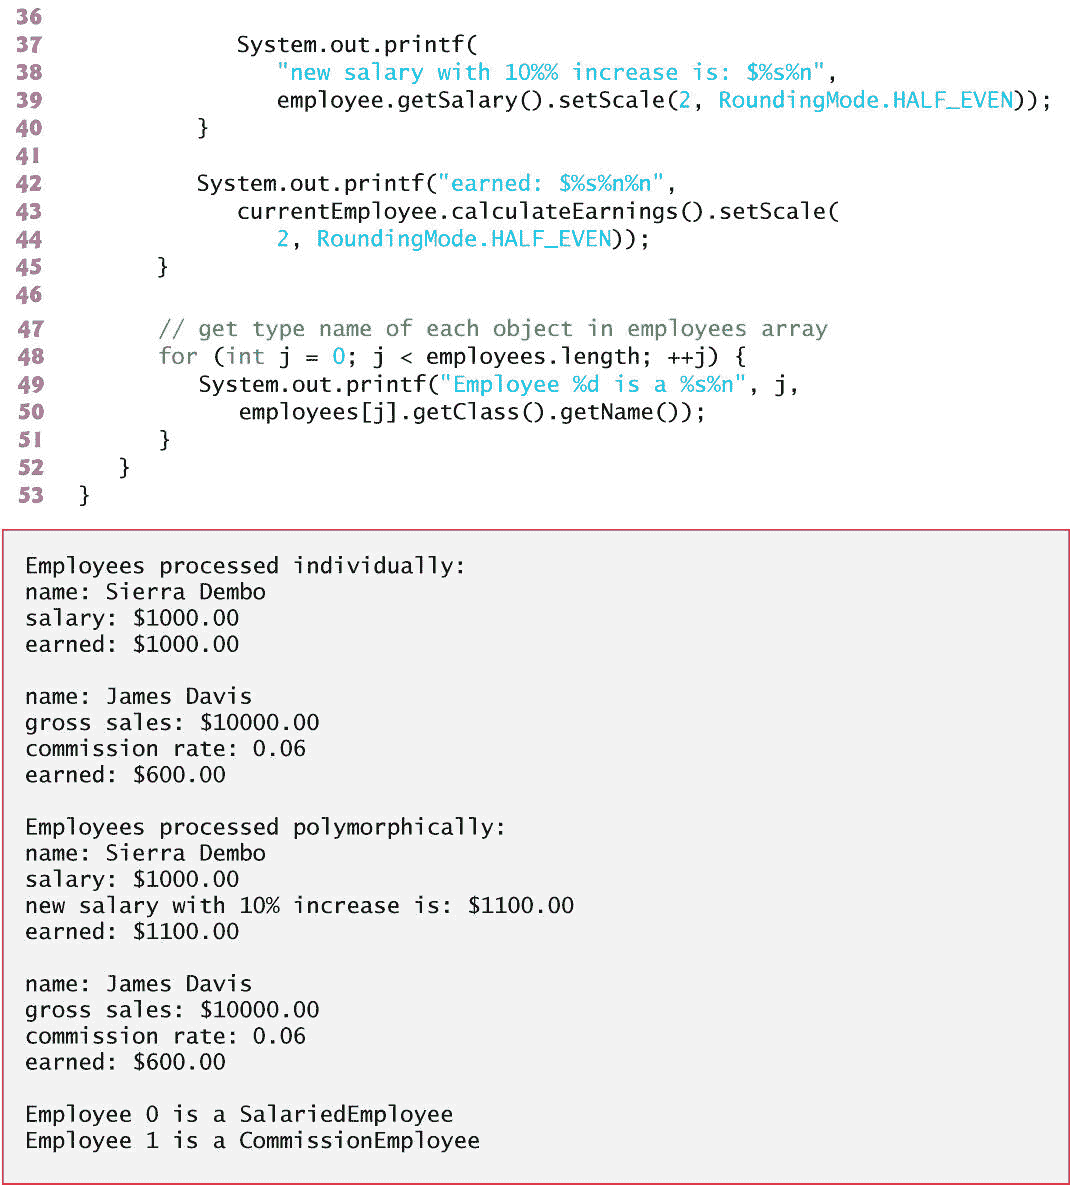 36
37 System.out.printf(
38 "new salary with 10%% increase is: $%s%n",
39 employee.getSalary().setScale(2, RoundingMode.HALF_EVEN));
40 }
41
42 System.out.printf("earned: $%s%n%n",
43 currentEmployee.calculateEarnings().setScale(
44 2, RoundingMode.HALF_EVEN));
45 }
46
47 // get type name of each object in employees array
48 for (int j = 0; j < employees.length; ++j) {
49 System.out.printf("Employee %d is a %s%n", j,
50 employees[j].getClass().getName());
51 }
52 }
53 }
Employees processed individually:
name: Sierra Dembo
salary: $1000.00
earned: $1000.00
name: James Davis
gross sales: $10000.00
commission rate: 0.06
earned: $600.00
Employees processed polymorphically:
name: Sierra Dembo
salary: $1000.00
new salary with 10% increase is: $1100.00
earned: $1100.00
name: James Davis
gross sales: $10000.00
commission rate: 0.06
earned: $600.00
Employee 0 is a SalariedEmployee
Employee 1 is a CommissionEmployee